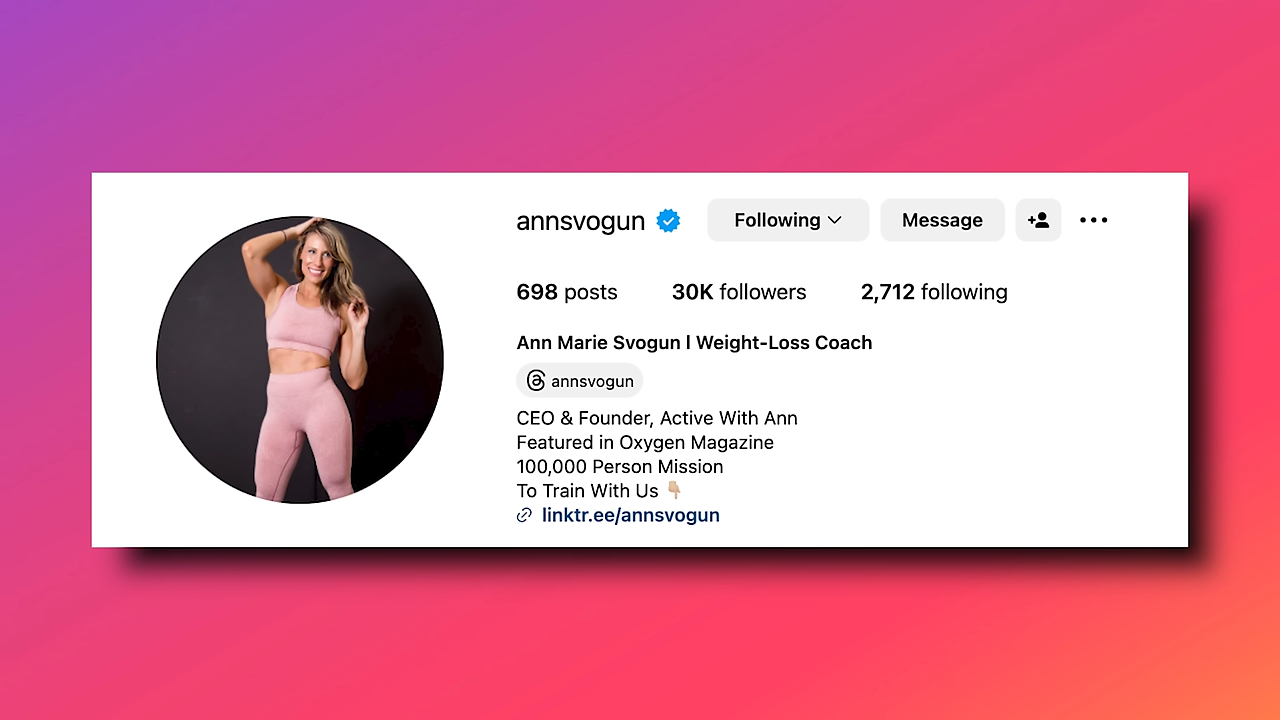 annsvogun Following Message
698 posts 30K followers 2,712 following
Ann Marie Svogun l Weight-Loss Coach
annsvogun
CEO & Founder, Active With Ann
Featured in Oxygen Magazine
100,000 Person Mission
To Train With Us 👇🏼
linktr.ee/annsvogun